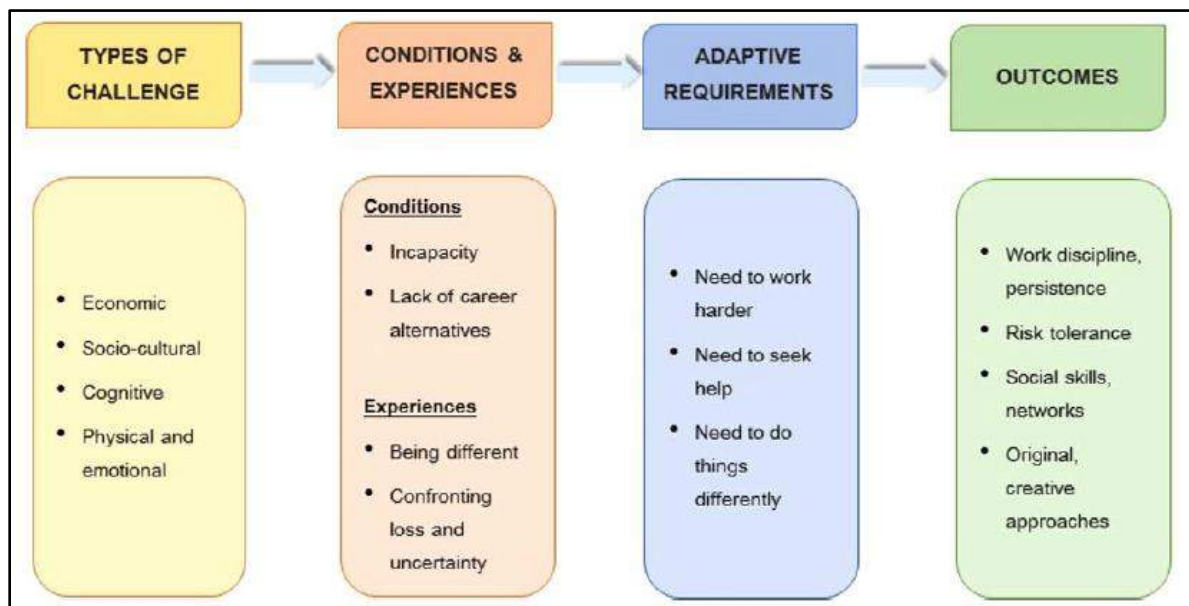 TYPES OF
CHALLENGE
CONDITIONS &
EXPERIENCES
ADAPTIVE
REQUIREMENTS
OUTCOMES
• Economic
• Socio-cultural
• Cognitive
• Physical and
emotional
Conditions
• Incapacity
• Lack of career
alternatives
Experiences
• Being different
• Confronting
loss and
uncertainty
• Need to work
harder
• Need to seek
help
• Need to do
things
differently
• Work discipline,
persistence
• Risk tolerance
• Social skills,
networks
• Original,
creative
approaches